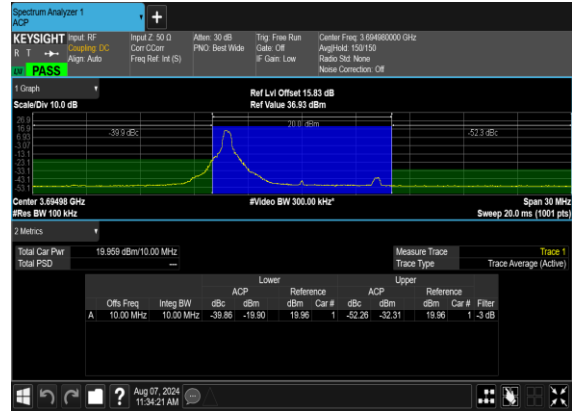 Spectrum Analyzer 1
ACP
+
KEYSIGHT Input: RF Input Z: 50 Ω Atten: 30 dB Trig: Free Run Center Freq: 3.694980000 GHz
R T Coupling: DC Corr CCorr PNO: Best Wide Gate: Off Avg|Hold: 150/150
Align: Auto Freq Ref: Int (S) IF Gain: Low Radio Std: None
PASS Noise Correction: Off
1 Graph Ref Lvl Offset 15.83 dB
Scale/Div 10.0 dB Ref Value 36.93 dBm
26.9
16.9 -39.9 dBc 20.0 dBm -52.3 dBc
6.93
-3.07
-13.1
-23.1
-33.1
-43.1
-53.1
Center 3.69498 GHz #Video BW 300.00 kHz* Span 30 MHz
#Res BW 100 kHz Sweep 20.0 ms (1001 pts)
2 Metrics
Total Car Pwr 19.959 dBm/10.00 MHz Measure Trace Trace 1
Total PSD --- Trace Type Trace Average (Active)
Lower Upper
ACP Reference ACP Reference
Offs Freq Integ BW dBc dBm dBm Car # dBc dBm dBm Car # Filter
A 10.00 MHz 10.00 MHz -39.86 -19.90 19.96 1 -52.26 -32.31 19.96 1 -3 dB
? Aug 07, 2024
11:34:21 AM